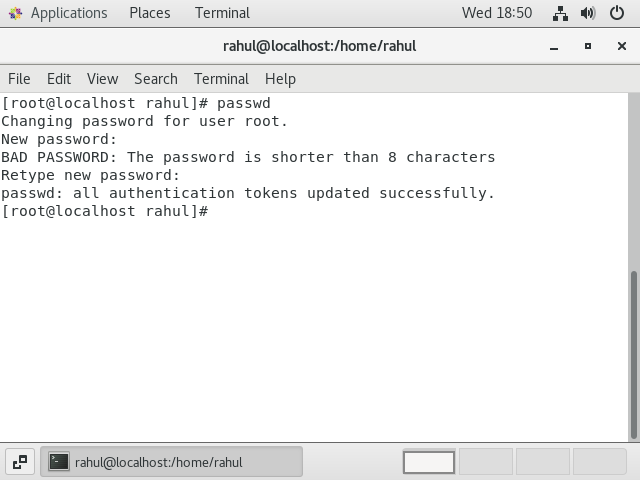 Applications Places Terminal Wed 18:50
rahul@localhost:/home/rahul
File Edit View Search Terminal Help
[root@localhost rahul]# passwd
Changing password for user root.
New password:
BAD PASSWORD: The password is shorter than 8 characters
Retype new password:
passwd: all authentication tokens updated successfully.
[root@localhost rahul]#
rahul@localhost:/home/rahul